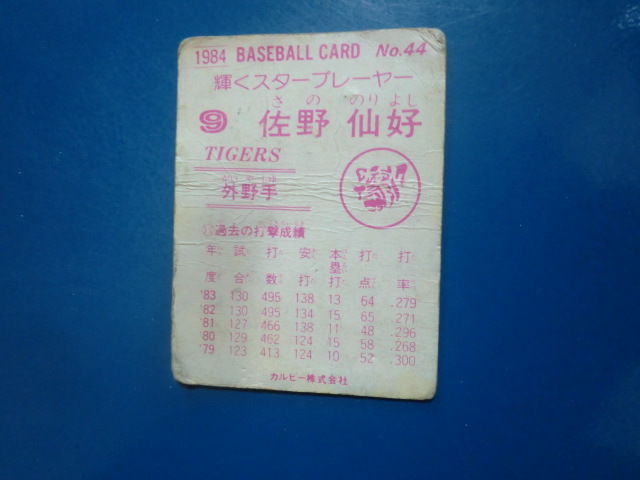 1984 BASEBALL CARD No.44
輝くスタープレーヤー
さの のりよし
9 佐野 仙好
TIGERS
外野手
過去の打撃成績
年度 試合 打数 安打 本塁打 打点 打率
'83 130 495 138 13 64 .279
'82 130 495 134 15 65 .271
'81 127 466 138 11 48 .296
'80 129 462 124 15 58 .268
'79 123 413 124 10 52 .300
カルビー株式会社